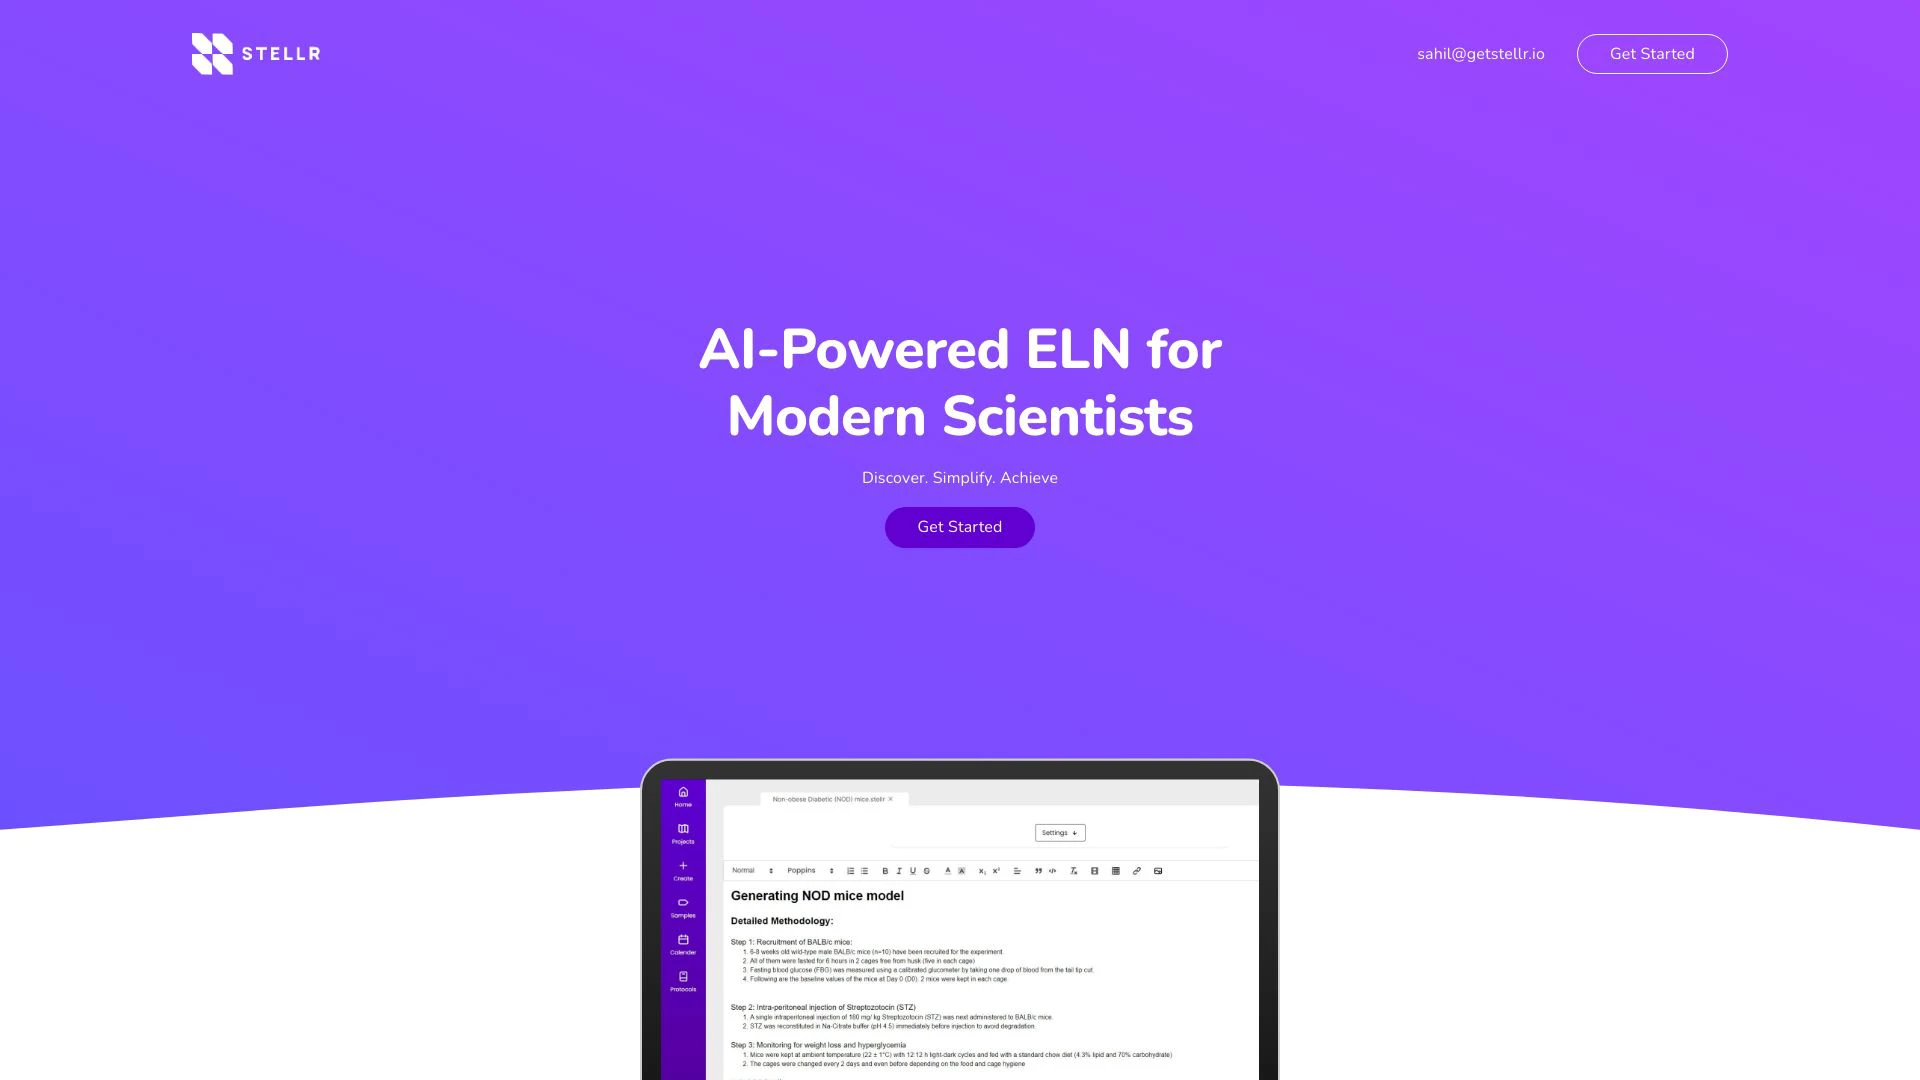 STELLR
sahil@getstellr.io
Get Started
AI-Powered ELN for
Modern Scientists
Discover. Simplify. Achieve
Get Started
Home
Projects
Create
Samples
Calender
Protocols
Non-obese Diabetic (NOD) mice.stellr
Settings
Normal
Poppins
Generating NOD mice model
Detailed Methodology:
Step 1: Recruitment of BALB/c mice:
1. 6-8 weeks old wild-type male BALB/c mice (n=10) have been recruited for the experiment
2. All of them were fasted for 6 hours in 2 cages free from husk (five in each cage)
3. Fasting blood glucose (FBG) was measured using a calibrated glucometer by taking one drop of blood from the tail tip cut.
4. Following are the baseline values of the mice at Day 0 (D0). 2 mice were kept in each cage.
Step 2: Intra-peritoneal injection of Streptozotocin (STZ)
1. A single intraperitoneal injection of 180 mg/ kg Streptozotocin (STZ) was next administered to BALB/c mice.
2. STZ was reconstituted in Na-Citrate buffer (pH 4.5) immediately before injection to avoid degradation.
Step 3: Monitoring for weight loss and hyperglycemia
1. Mice were kept at ambient temperature (22 ± 1°C) with 12:12 h light-dark cycles and fed with a standard chow diet (4.3% lipid and 70% carbohydrate)
2. The cages were changed every 2 days and even before depending on the food and cage hygiene